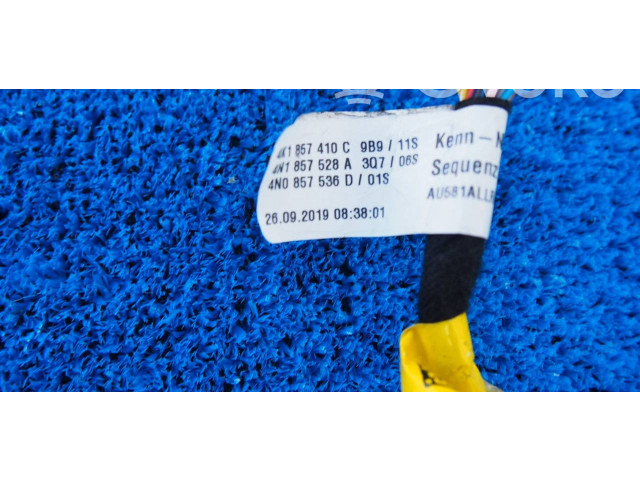 4K1 857 410 C 9B9 / 11S
4N1 857 528 A 3Q7 / 06S
4N0 857 536 D / 01S
26.09.2019 08:38:01
Kenn - N
Sequenz
AU581ALL